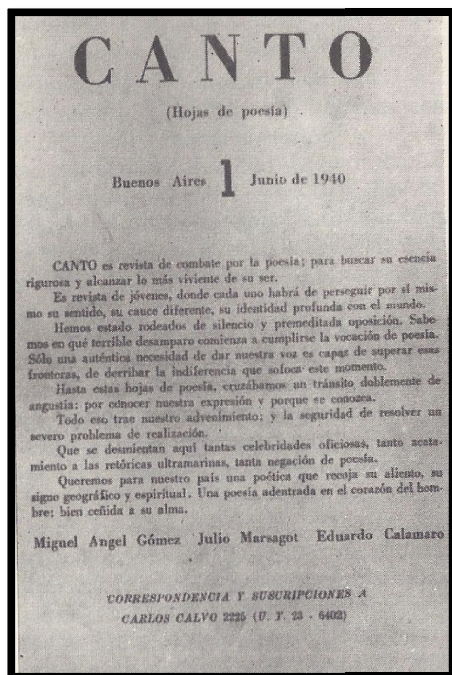 CANTO
(Hojas de poesía)
Buenos Aires 1 Junio de 1940
CANTO es revista de combate por la poesía; para buscar su esencia
rigurosa y alcanzar lo más viviente de su ser.
Es revista de jóvenes, donde cada uno habrá de perseguir por sí mis-
mo su sentido, su cauce diferente, su identidad profunda con el mundo.
Hemos estado rodeados de silencio y premeditada oposición. Sabe-
mos en qué terrible desamparo comienza a cumplirse la vocación de poesía.
Sólo una auténtica necesidad de dar nuestra voz es capas de superar esas
fronteras, de derribar la indiferencia que sofoca este momento.
Hasta estas hojas de poesía, cruzábamos un tránsito doblemente de
angustia: por conocer nuestra expresión y porque se conozca.
Todo eso trae nuestro advenimiento; y la seguridad de resolver un
severo problema de realización.
Que se desmientan aquí tantas celebridades oficiosas, tanto acata-
miento a las retóricas ultramarinas, tanta negación de poesía.
Queremos para nuestro país una poética que recoja su aliento, su
signo geográfico y espiritual. Una poesía adentrada en el corazón del hom-
bre; bien ceñida a su alma.
Miguel Angel Gómez Julio Marsagot Eduardo Calamaro
CORRESPONDENCIA Y SUSCRIPCIONES A
CARLOS CALVO 2225 (U. T. 23 - 6402)